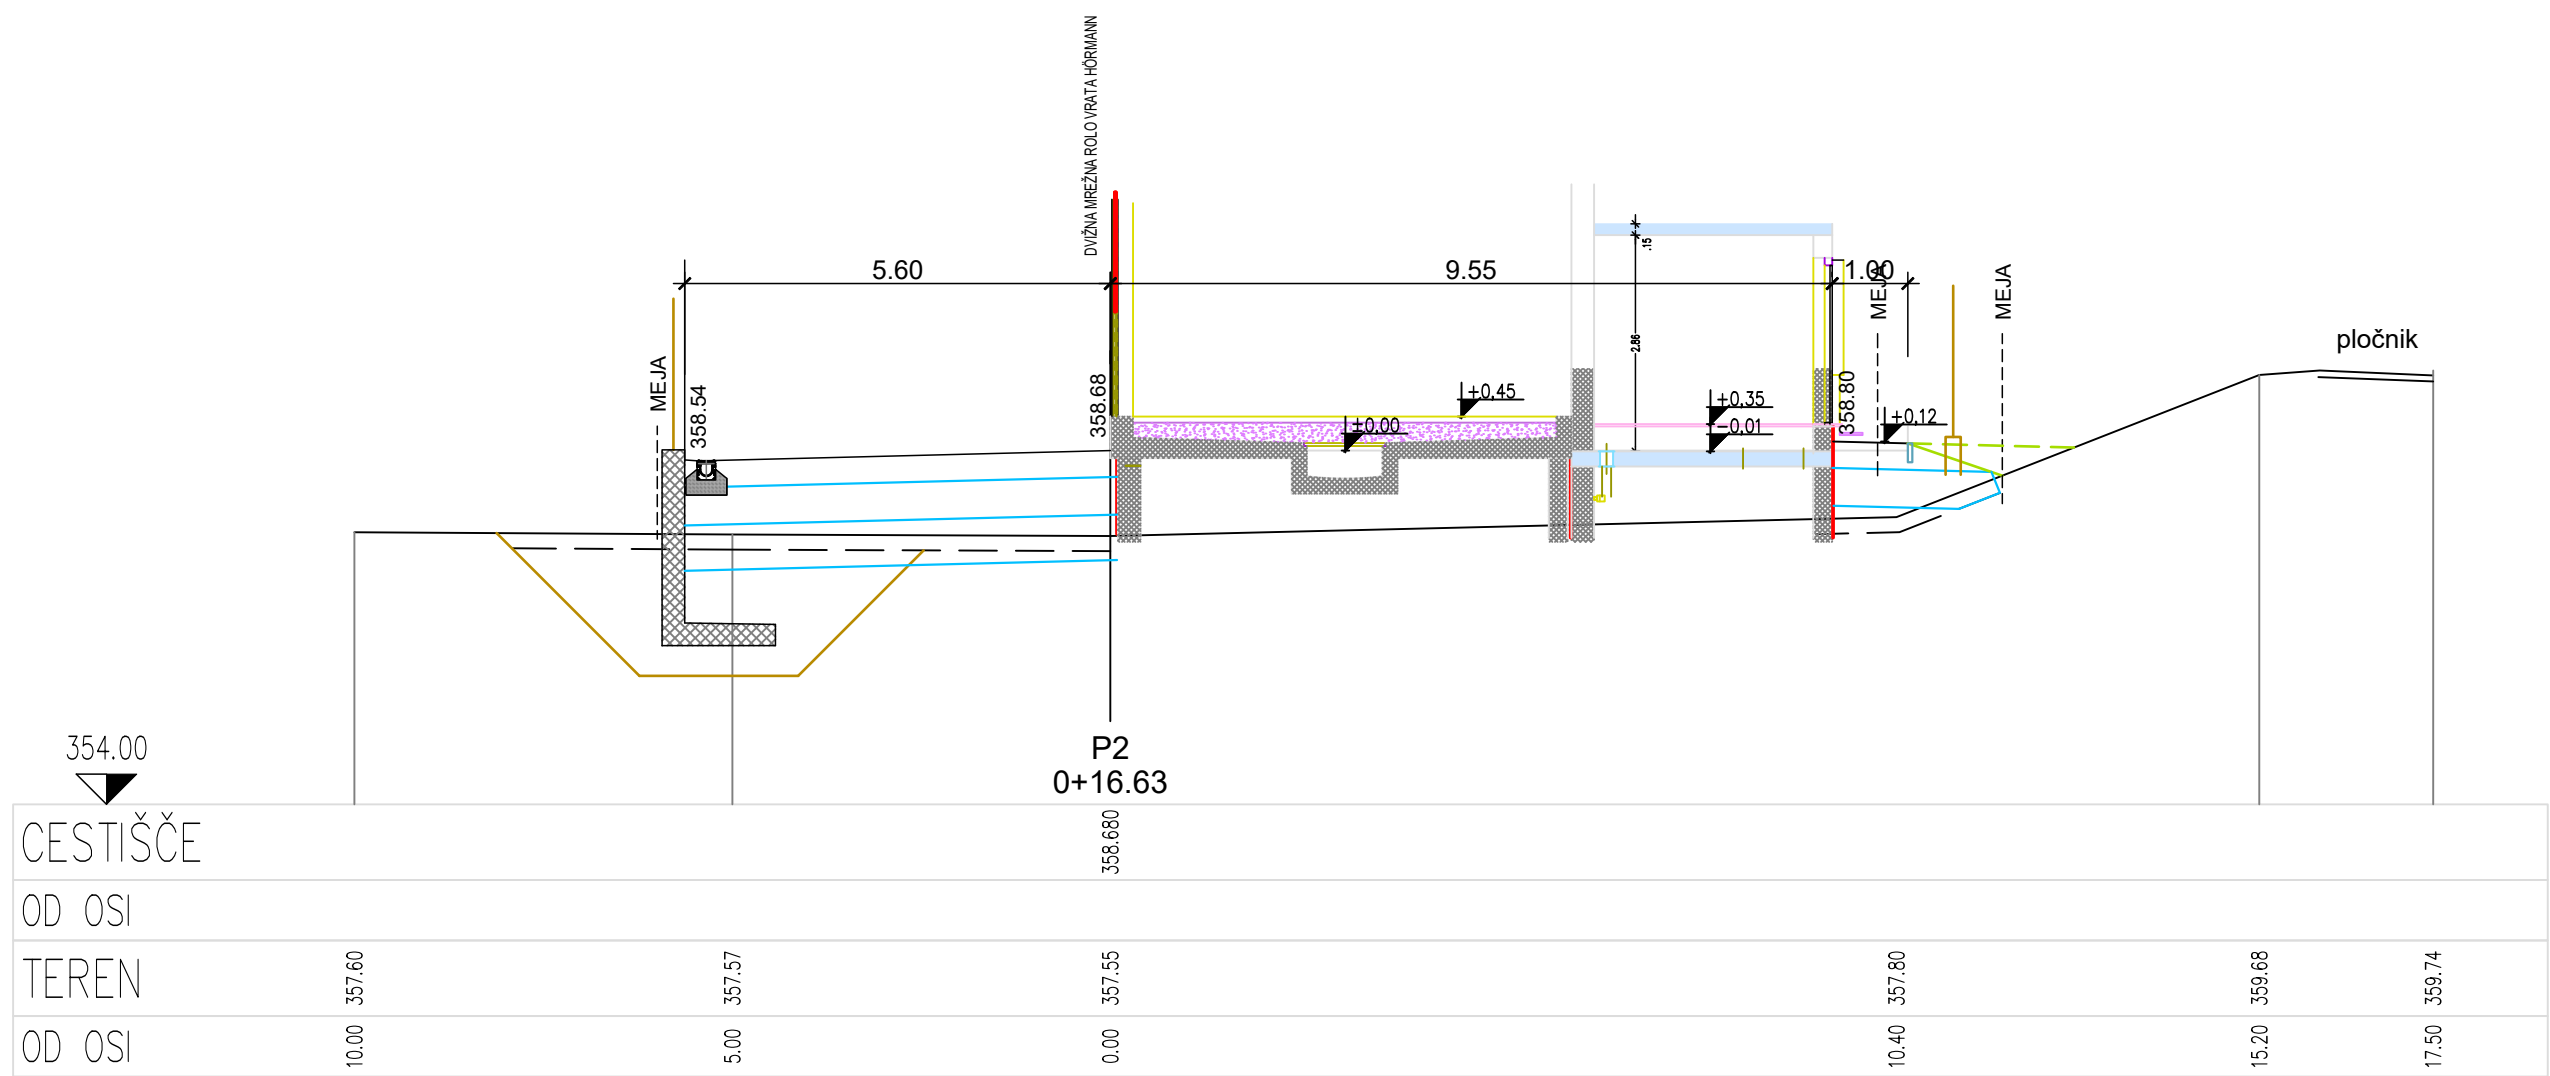 DVIŽNA MREŽNA ROLO VRATA HÖRMANN
.15
5.60
9.55
1.00
MEJA
MEJA
2.86
pločnik
MEJA
358.54
358.68
+0,45
±0,00
+0,35
-0,01
358.80
+0,12
354.00
P2
0+16.63
CESTIŠČE
358.680
OD OSI
TEREN
357.60
357.57
357.55
357.80
359.68
359.74
OD OSI
10.00
5.00
0.00
10.40
15.20
17.50